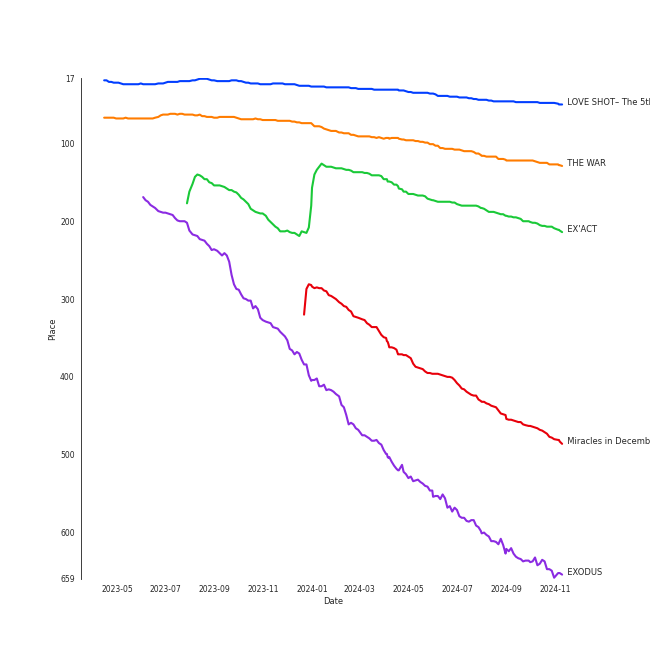 17
LOVE SHOT– The 5t
100
THE WAR
200
EX'ACT
300
Place
400
Miracles in Decemb
500
600
EXODUS
659
2023-05 2023-07 2023-09 2023-11 2024-01 2024-03 2024-05 2024-07 2024-09 2024-11
Date